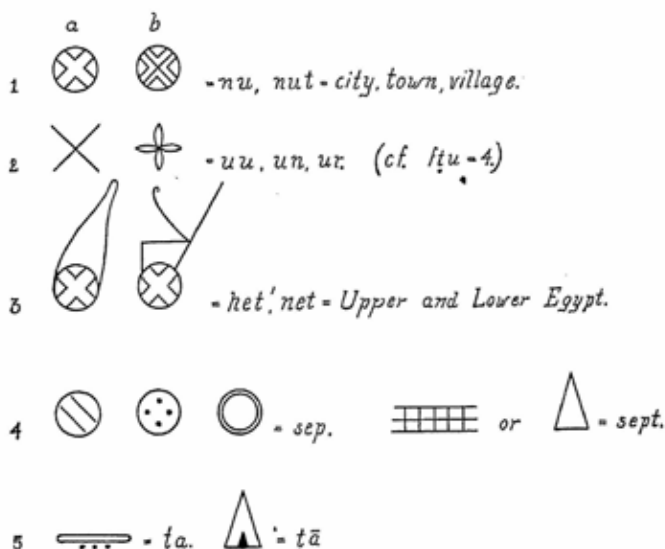 a b
1 = nu, nut = city, town, village.
2 = uu, un, ur. (cf. ftu = 4.)
3 = het', net = Upper and Lower Egypt.
4 = sep. or = sept.
5 = ta. = tā